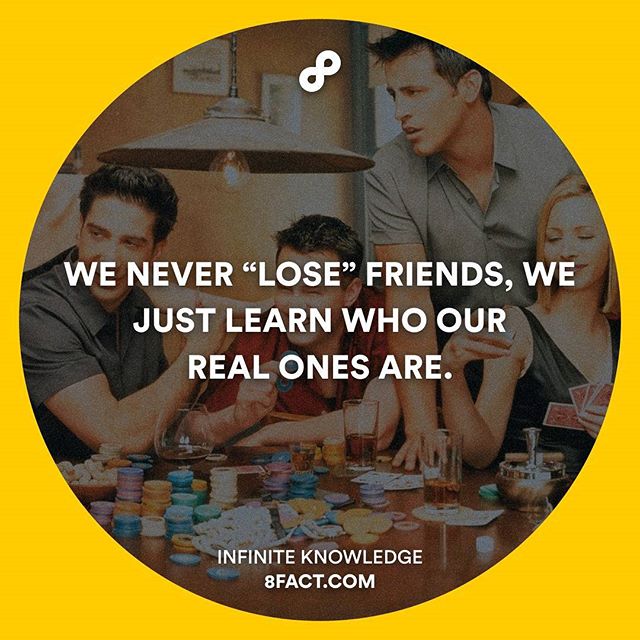 WE NEVER “LOSE” FRIENDS, WE
JUST LEARN WHO OUR
REAL ONES ARE.
INFINITE KNOWLEDGE
8FACT.COM